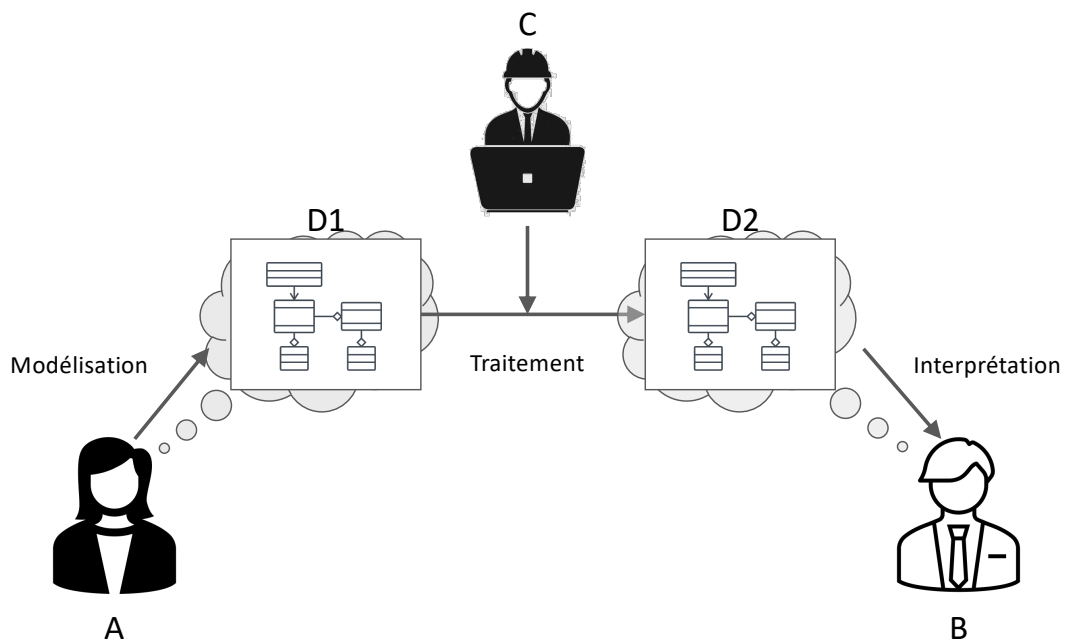 C
D1
D2
Modélisation
Traitement
Interprétation
A
B